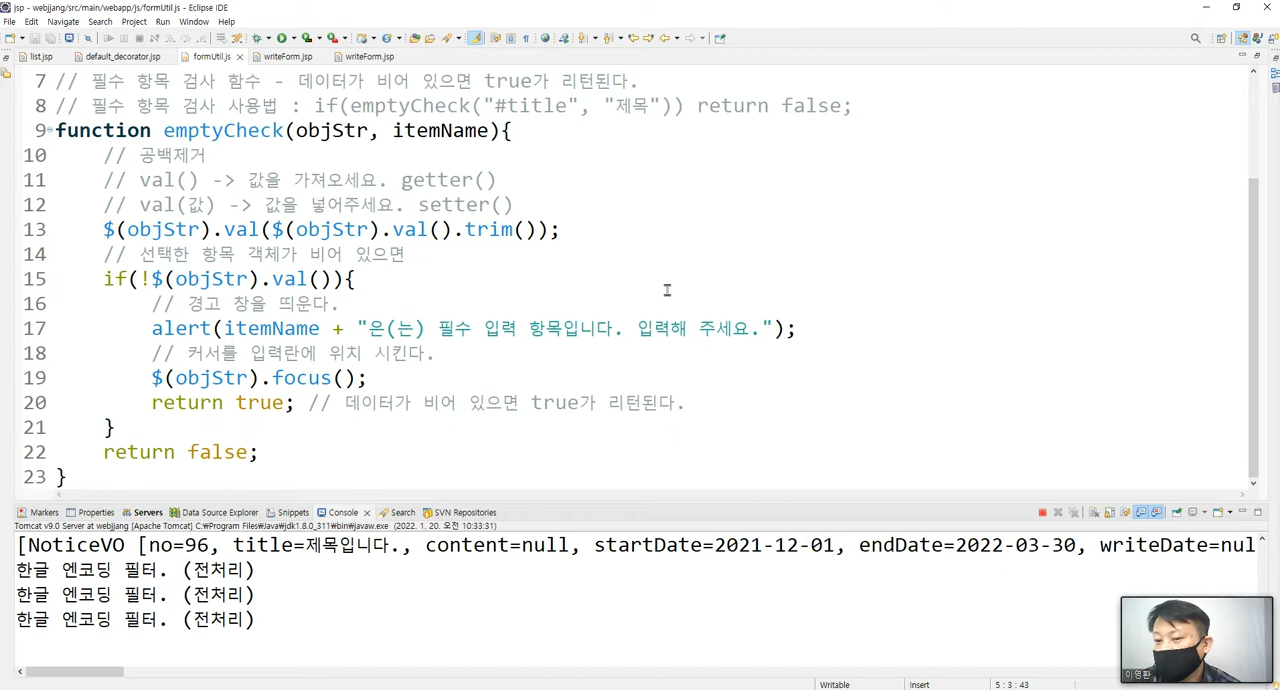 jsp - webjjang/src/main/webapp/js/formUtil.js - Eclipse IDE
File Edit Navigate Search Project Run Window Help
list.jsp default_decorator.jsp formUtil.js writeForm.jsp writeForm.jsp
7 // 필수 항목 검사 함수 - 데이터가 비어 있으면 true가 리턴된다.
8 // 필수 항목 검사 사용법 : if(emptyCheck("#title", "제목")) return false;
9 function emptyCheck(objStr, itemName){
10 // 공백제거
11 // val() -> 값을 가져오세요. getter()
12 // val(값) -> 값을 넣어주세요. setter()
13 $(objStr).val($(objStr).val().trim());
14 // 선택한 항목 객체가 비어 있으면
15 if(!$(objStr).val()){
16 // 경고 창을 띄운다.
17 alert(itemName + "은(는) 필수 입력 항목입니다. 입력해 주세요.");
18 // 커서를 입력란에 위치 시킨다.
19 $(objStr).focus();
20 return true; // 데이터가 비어 있으면 true가 리턴된다.
21 }
22 return false;
23 }
Markers Properties Servers Data Source Explorer Snippets Console Search SVN Repositories
Tomcat v9.0 Server at webjjang [Apache Tomcat] C:₩Program Files₩Java₩jdk1.8.0_311₩bin₩javaw.exe (2022. 1. 20. 오전 10:33:31)
[NoticeVO [no=96, title=제목입니다., content=null, startDate=2021-12-01, endDate=2022-03-30, writeDate=nul
한글 엔코딩 필터. (전처리)
한글 엔코딩 필터. (전처리)
한글 엔코딩 필터. (전처리)
이영환
Writable Insert 5 : 3 : 43